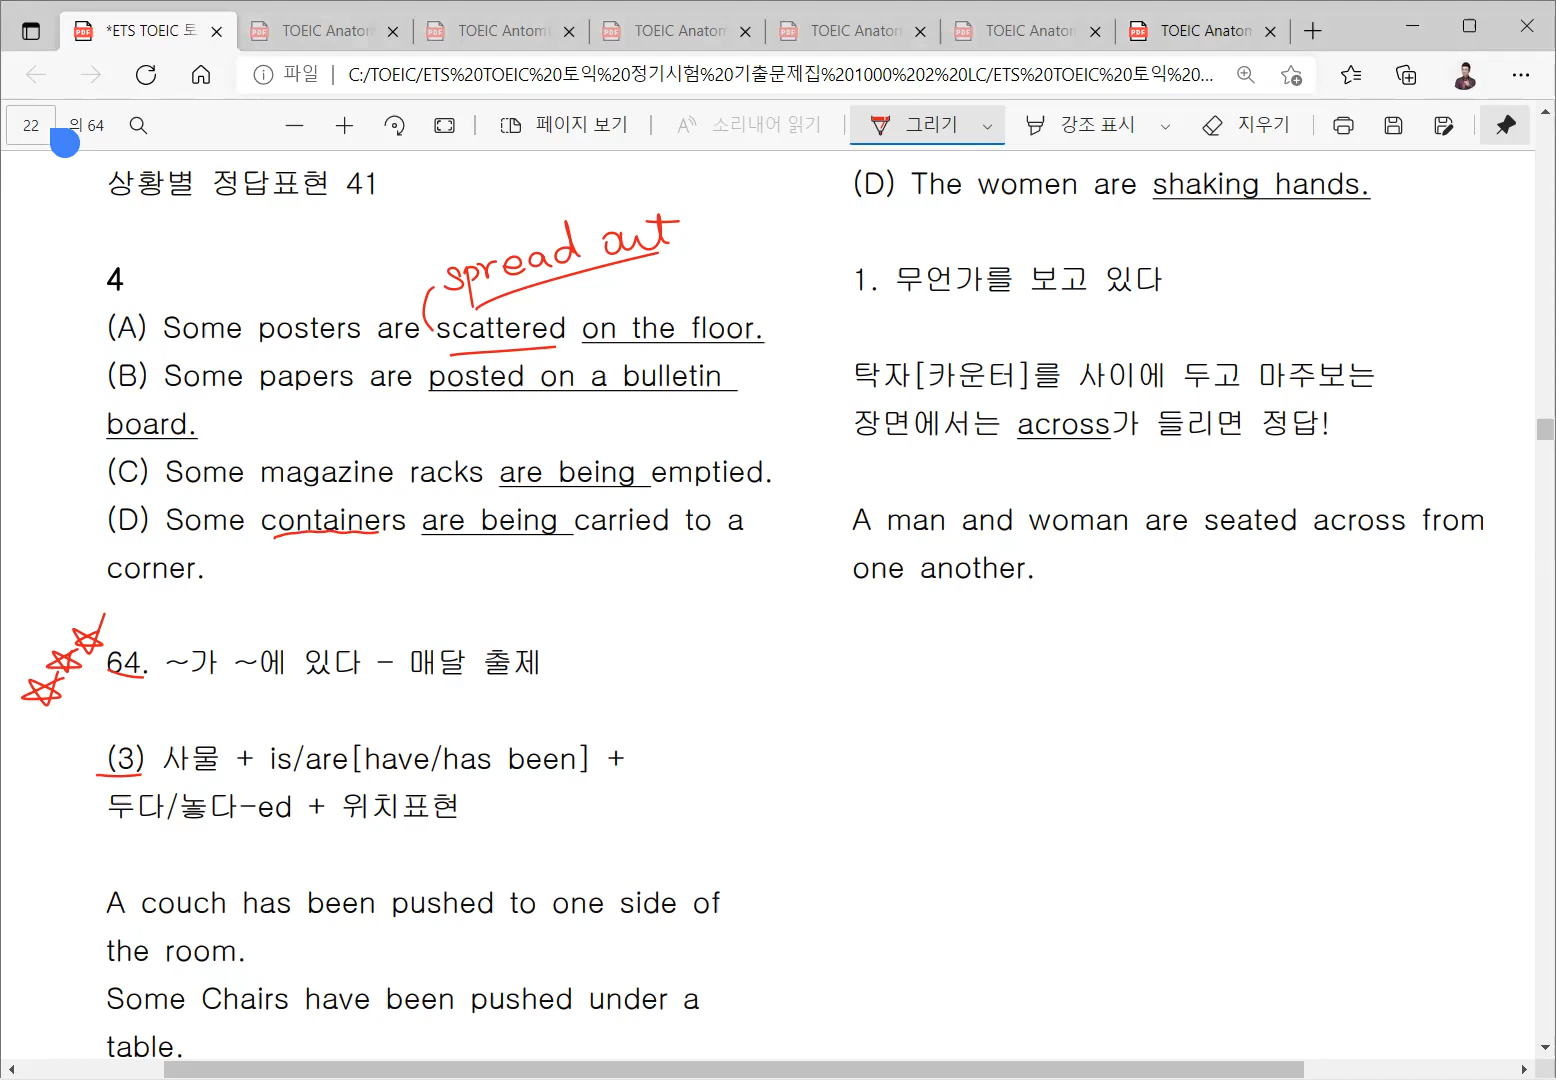 *ETS TOEIC 토
TOEIC Anaton
TOEIC Antom
TOEIC Anaton
TOEIC Anaton
TOEIC Anaton
TOEIC Anaton
파일
C:/TOEIC/ETS%20TOEIC%20토익%20정기시험%20기출문제집%201000%202%20LC/ETS%20TOEIC%20토익%20...
22 의 64
페이지 보기
소리내어 읽기
그리기
강조 표시
지우기
상황별 정답표현 41
spread out
4
(A) Some posters are scattered on the floor.
(B) Some papers are posted on a bulletin
board.
(C) Some magazine racks are being emptied.
(D) Some containers are being carried to a
corner.
64. ~가 ~에 있다 - 매달 출제
(3) 사물 + is/are[have/has been] +
두다/놓다-ed + 위치표현
A couch has been pushed to one side of
the room.
Some Chairs have been pushed under a
table.
(D) The women are shaking hands.
1. 무언가를 보고 있다
탁자[카운터]를 사이에 두고 마주보는
장면에서는 across가 들리면 정답!
A man and woman are seated across from
one another.